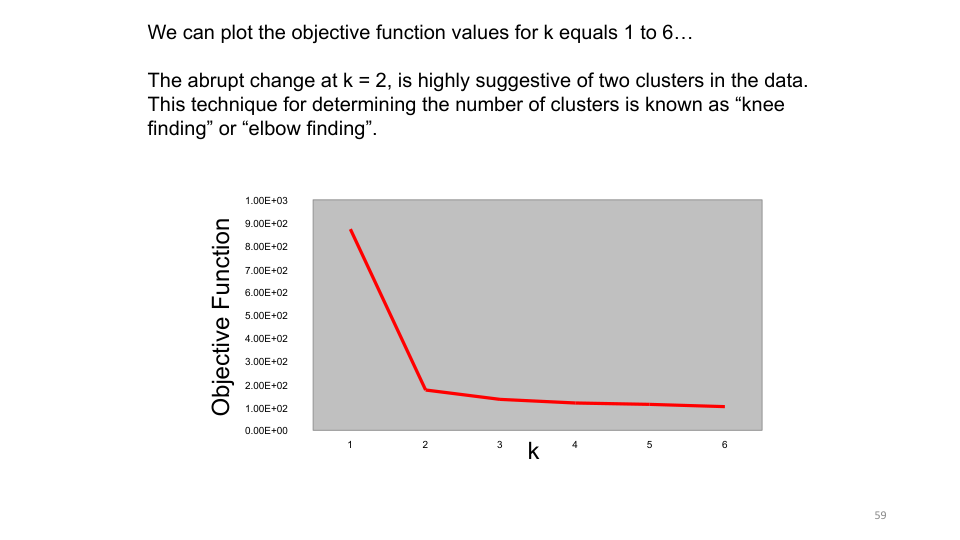 We can plot the objective function values for k equals 1 to 6…
The abrupt change at k = 2, is highly suggestive of two clusters in the data.
This technique for determining the number of clusters is known as “knee
finding” or “elbow finding”.
Objective Function
1.00E+03
9.00E+02
8.00E+02
7.00E+02
6.00E+02
5.00E+02
4.00E+02
3.00E+02
2.00E+02
1.00E+02
0.00E+00
1 2 3 4 5 6
k
59